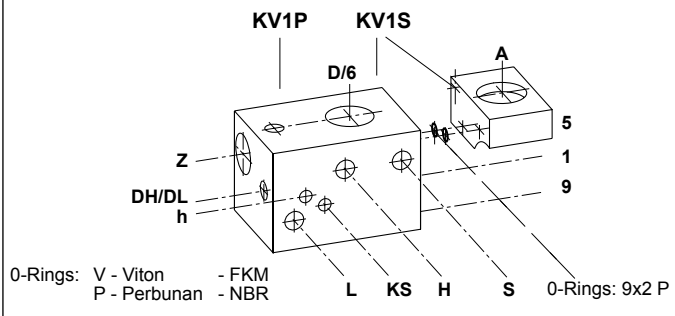 KV1P KV1S
A
D/6
5
Z
1
DH/DL
9
h
0-Rings: V - Viton - FKM
P - Perbunan - NBR
L KS H S 0-Rings: 9x2 P